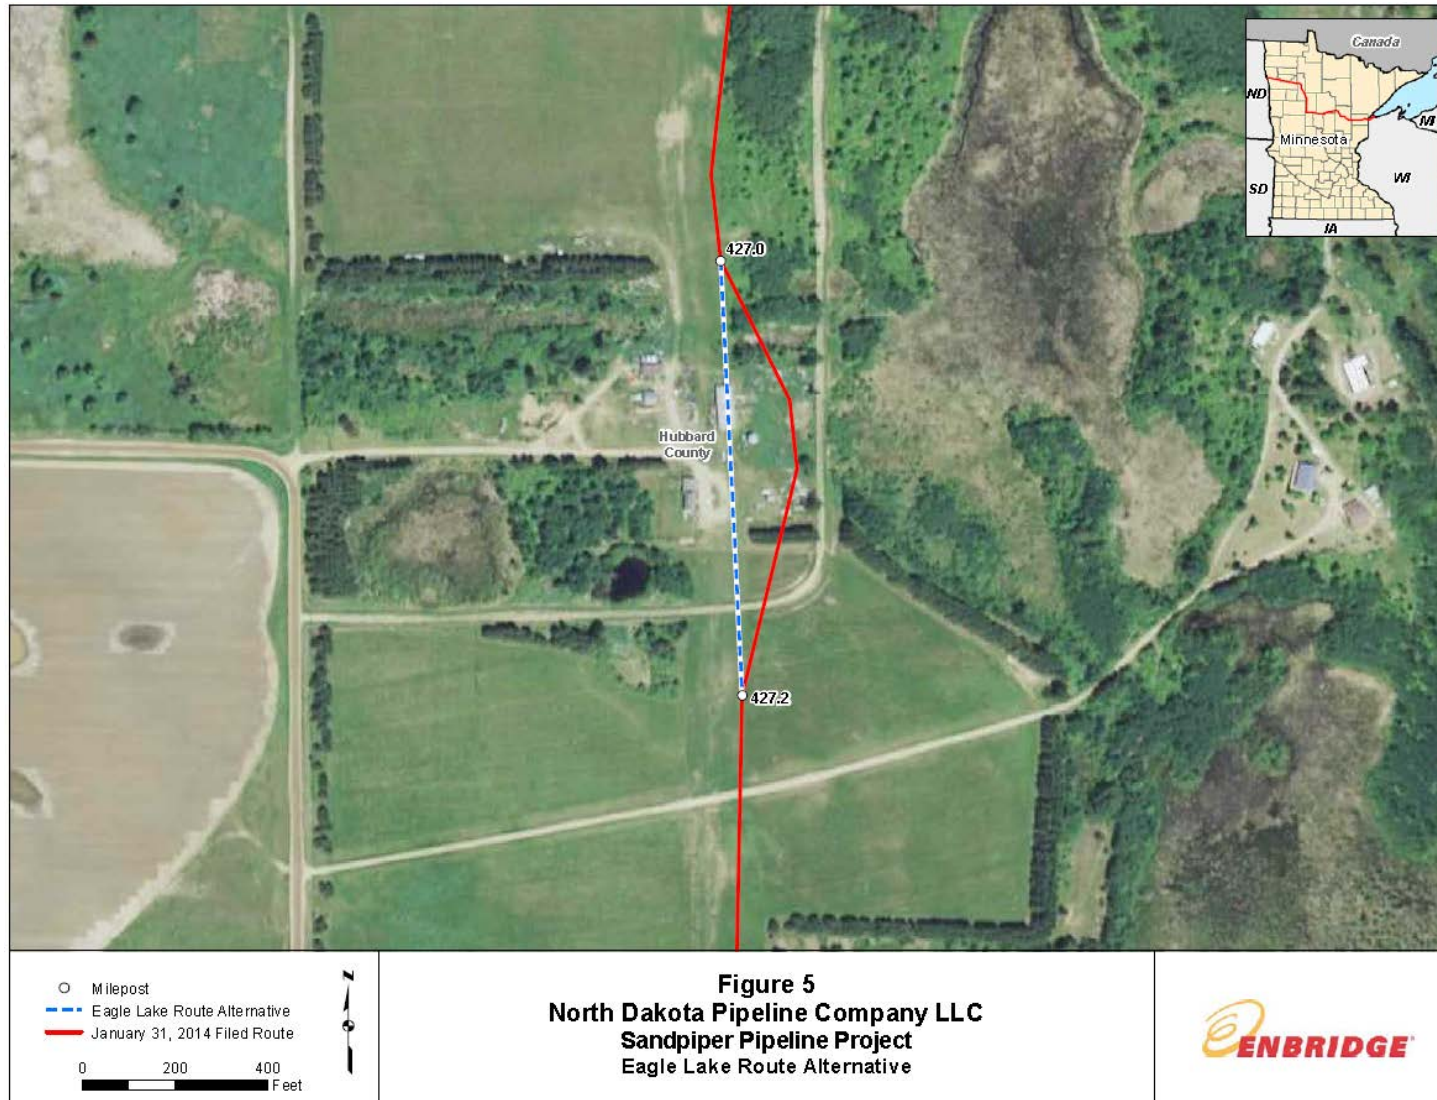 Canada
ND
MI
Minnesota
SD
WI
IA
427.0
Hubbard
County
427.2
Milepost
Eagle Lake Route Alternative
January 31, 2014 Filed Route
0 200 400
Feet
N
Figure 5
North Dakota Pipeline Company LLC
Sandpiper Pipeline Project
Eagle Lake Route Alternative
ENBRIDGE